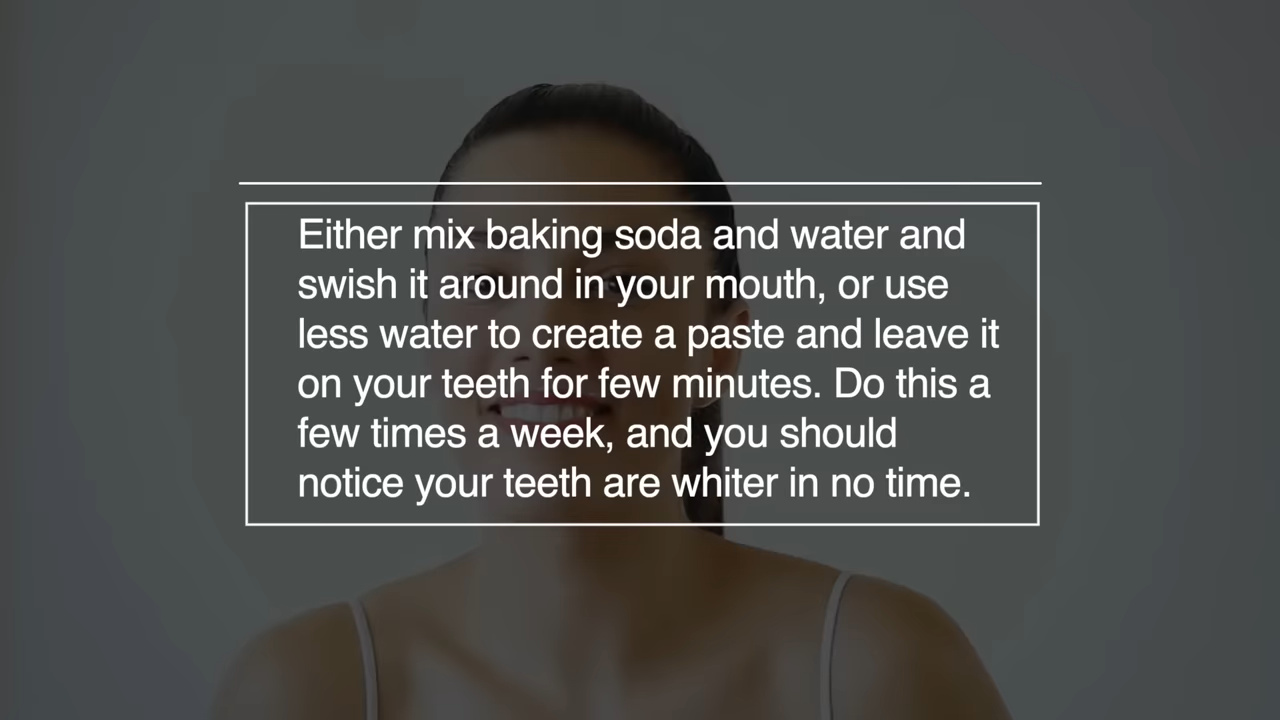 Either mix baking soda and water and
swish it around in your mouth, or use
less water to create a paste and leave it
on your teeth for few minutes. Do this a
few times a week, and you should
notice your teeth are whiter in no time.